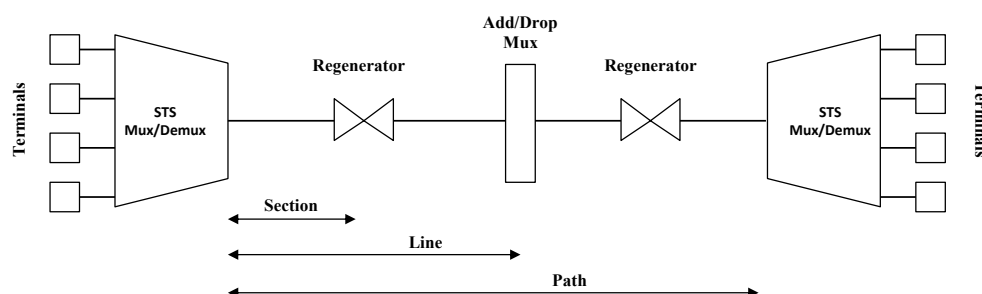 Add/Drop
Mux
Regenerator
Regenerator
Terminals
STS
Mux/Demux
STS
Mux/Demux
Terminals
Section
Line
Path